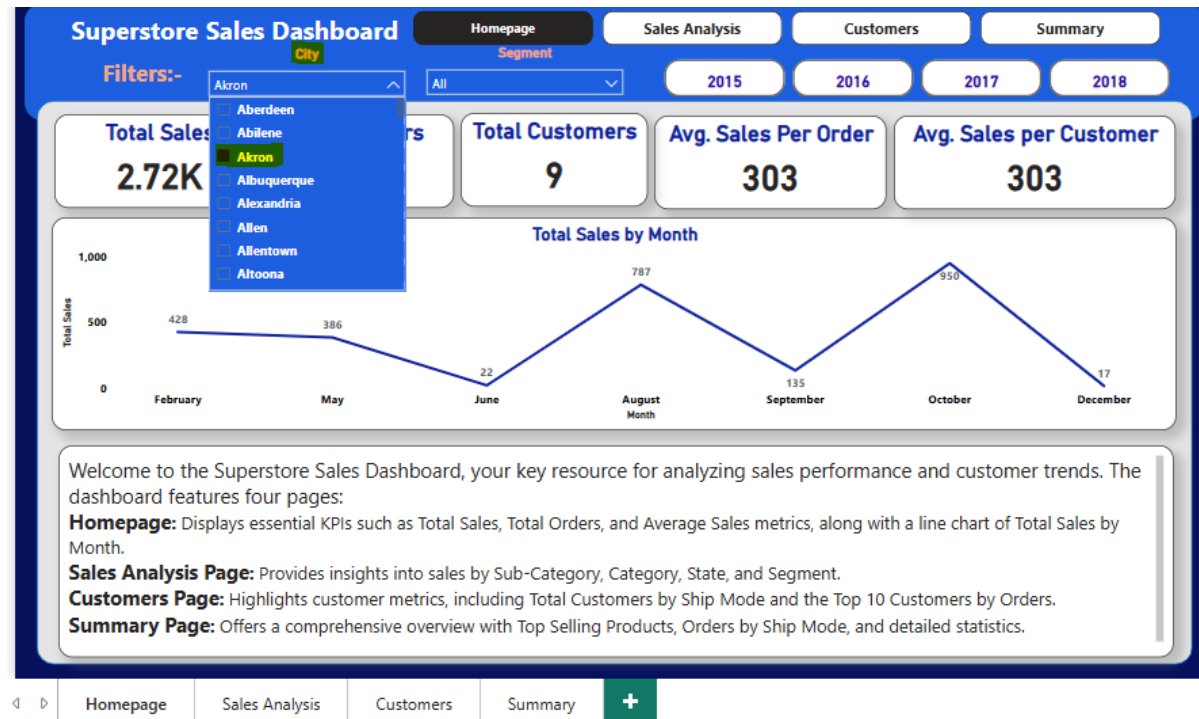 Superstore Sales Dashboard
Homepage
Sales Analysis
Customers
Summary
City
Segment
Filters:-
Akron
All
2015
2016
2017
2018
Aberdeen
Abilene
Akron
Albuquerque
Alexandria
Allen
Allentown
Altoona
Total Sales
2.72K
Total Customers
9
Avg. Sales Per Order
303
Avg. Sales per Customer
303
Total Sales by Month
1,000
500
0
Total Sales
428
386
22
787
135
950
17
February
May
June
August
September
October
December
Month
Welcome to the Superstore Sales Dashboard, your key resource for analyzing sales performance and customer trends. The
dashboard features four pages:
Homepage: Displays essential KPIs such as Total Sales, Total Orders, and Average Sales metrics, along with a line chart of Total Sales by
Month.
Sales Analysis Page: Provides insights into sales by Sub-Category, Category, State, and Segment.
Customers Page: Highlights customer metrics, including Total Customers by Ship Mode and the Top 10 Customers by Orders.
Summary Page: Offers a comprehensive overview with Top Selling Products, Orders by Ship Mode, and detailed statistics.
Homepage
Sales Analysis
Customers
Summary
+